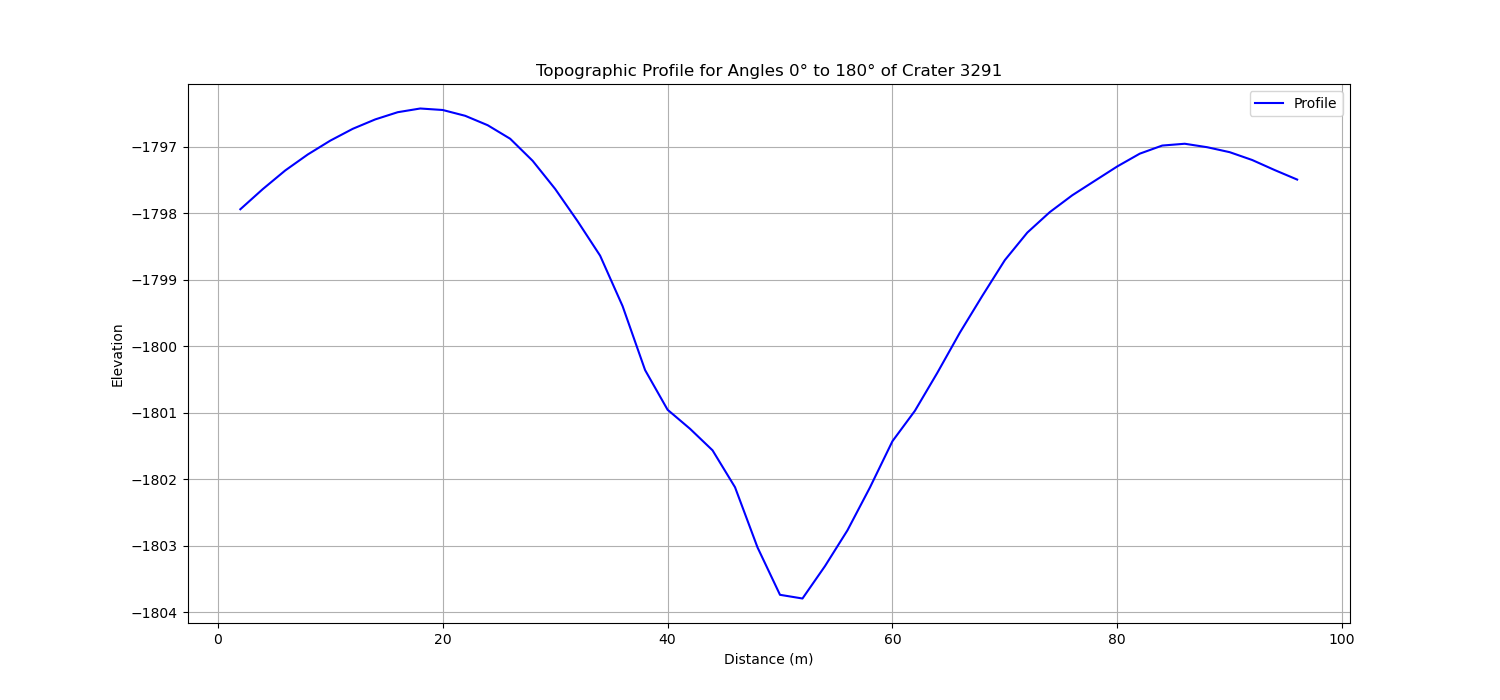 Topographic Profile for Angles 0° to 180° of Crater 3291
Profile
−1797
−1798
−1799
−1800
−1801
−1802
−1803
−1804
Elevation
0 20 40 60 80 100
Distance (m)